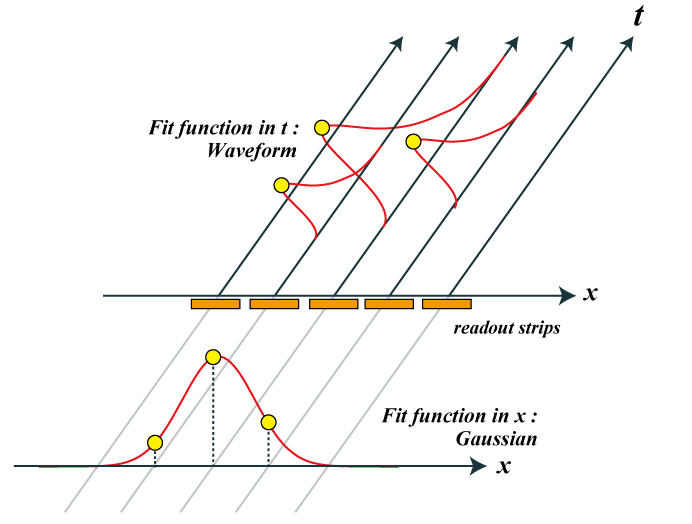 t
Fit function in t :
Waveform
x
readout strips
Fit function in x :
Gaussian
x